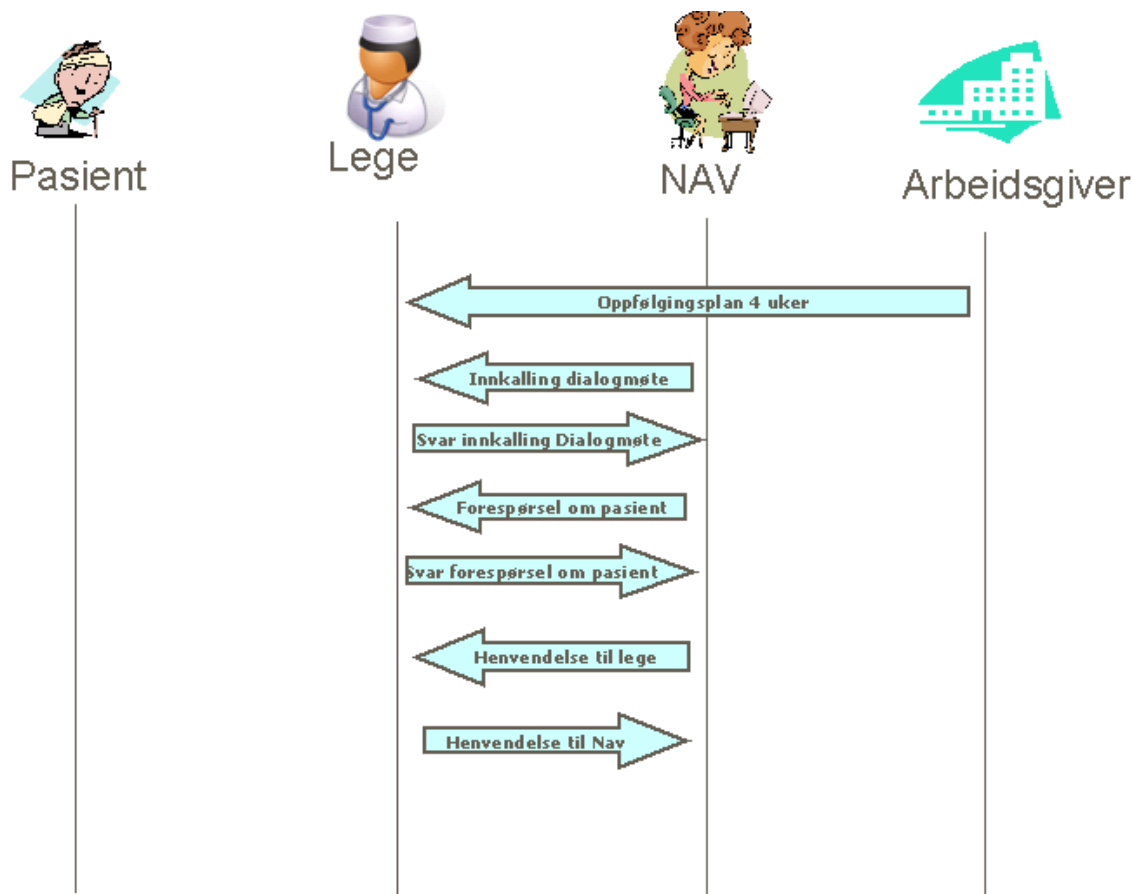 Pasient
Lege
NAV
Arbeidsgiver
Oppfølgingsplan 4 uker
Innkalling dialogmøte
Svar innkalling Dialogmøte
Forespørsel om pasient
Svar forespørsel om pasient
Henvendelse til lege
Henvendelse til Nav